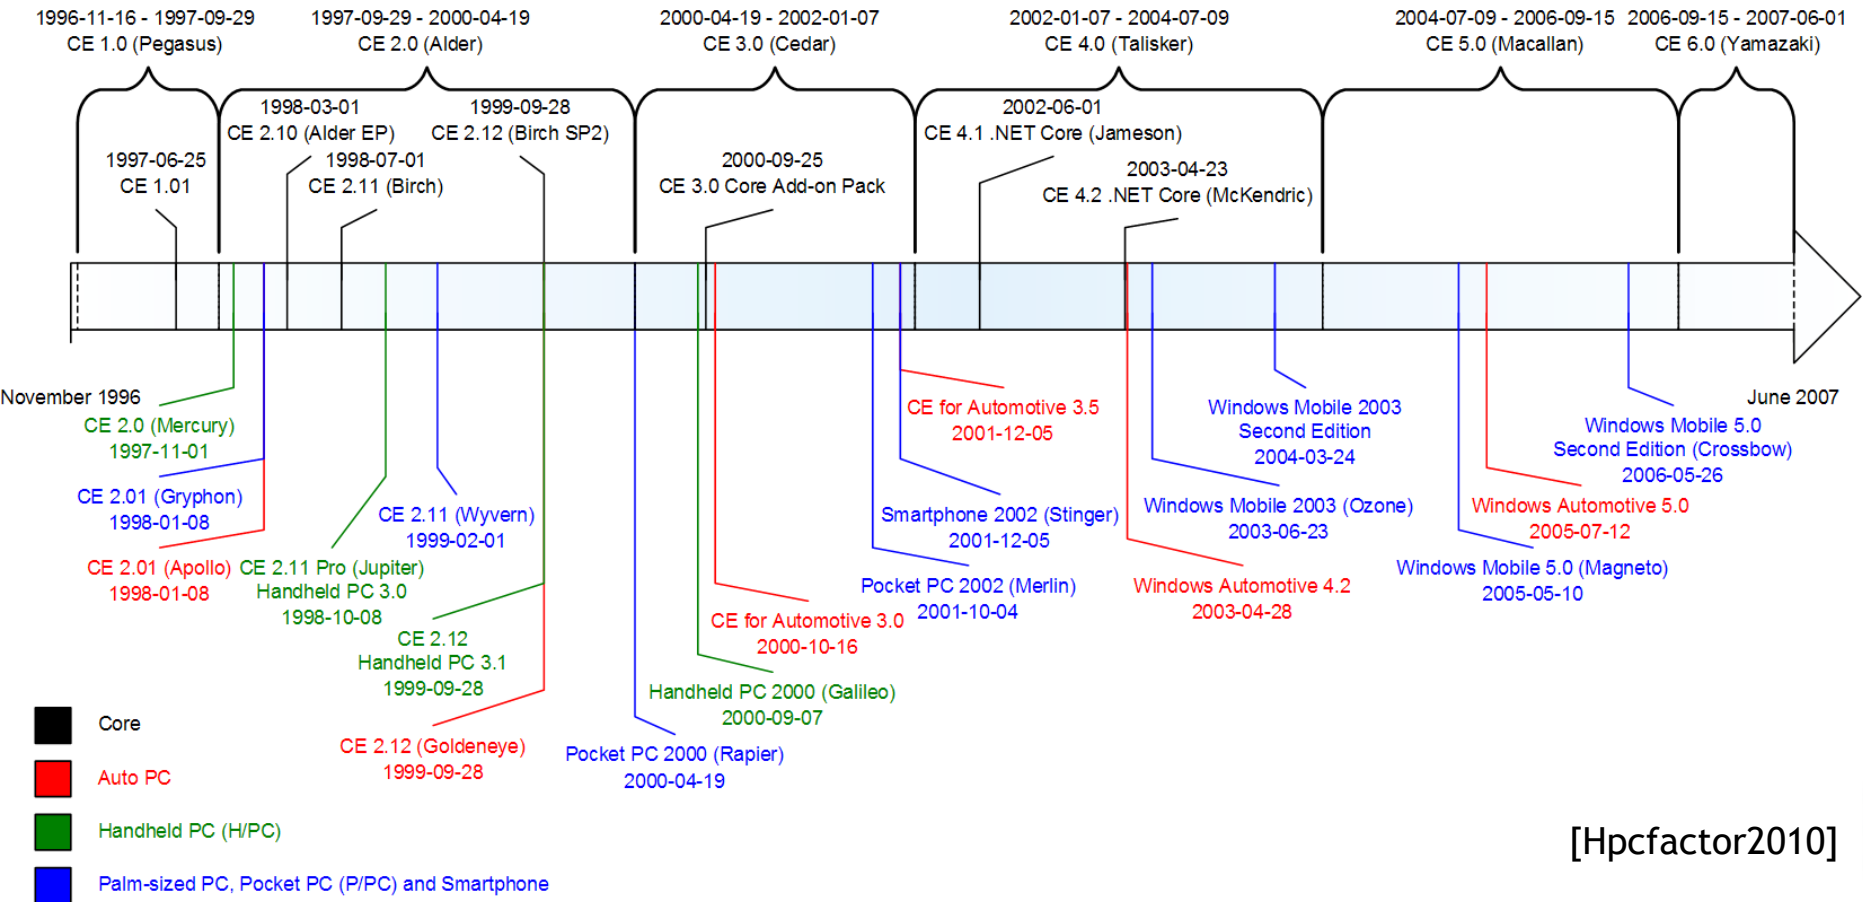 1996-11-16 - 1997-09-29
CE 1.0 (Pegasus)
1997-09-29 - 2000-04-19
CE 2.0 (Alder)
2000-04-19 - 2002-01-07
CE 3.0 (Cedar)
2002-01-07 - 2004-07-09
CE 4.0 (Talisker)
2004-07-09 - 2006-09-15
CE 5.0 (Macallan)
2006-09-15 - 2007-06-01
CE 6.0 (Yamazaki)
1997-06-25
CE 1.01
1998-03-01
CE 2.10 (Alder EP)
1998-07-01
CE 2.11 (Birch)
1999-09-28
CE 2.12 (Birch SP2)
2000-09-25
CE 3.0 Core Add-on Pack
2002-06-01
CE 4.1 .NET Core (Jameson)
2003-04-23
CE 4.2 .NET Core (McKendric)
November 1996
June 2007
CE 2.0 (Mercury)
1997-11-01
CE 2.01 (Gryphon)
1998-01-08
CE 2.01 (Apollo)
1998-01-08
CE 2.11 Pro (Jupiter)
Handheld PC 3.0
1998-10-08
CE 2.11 (Wyvern)
1999-02-01
CE 2.12
Handheld PC 3.1
1999-09-28
CE 2.12 (Goldeneye)
1999-09-28
Pocket PC 2000 (Rapier)
2000-04-19
Handheld PC 2000 (Galileo)
2000-09-07
CE for Automotive 3.0
2000-10-16
Pocket PC 2002 (Merlin)
2001-10-04
Smartphone 2002 (Stinger)
2001-12-05
CE for Automotive 3.5
2001-12-05
Windows Automotive 4.2
2003-04-28
Windows Mobile 2003 (Ozone)
2003-06-23
Windows Mobile 2003
Second Edition
2004-03-24
Windows Mobile 5.0 (Magneto)
2005-05-10
Windows Automotive 5.0
2005-07-12
Windows Mobile 5.0
Second Edition (Crossbow)
2006-05-26
Core
Auto PC
Handheld PC (H/PC)
Palm-sized PC, Pocket PC (P/PC) and Smartphone
[Hpcfactor2010]